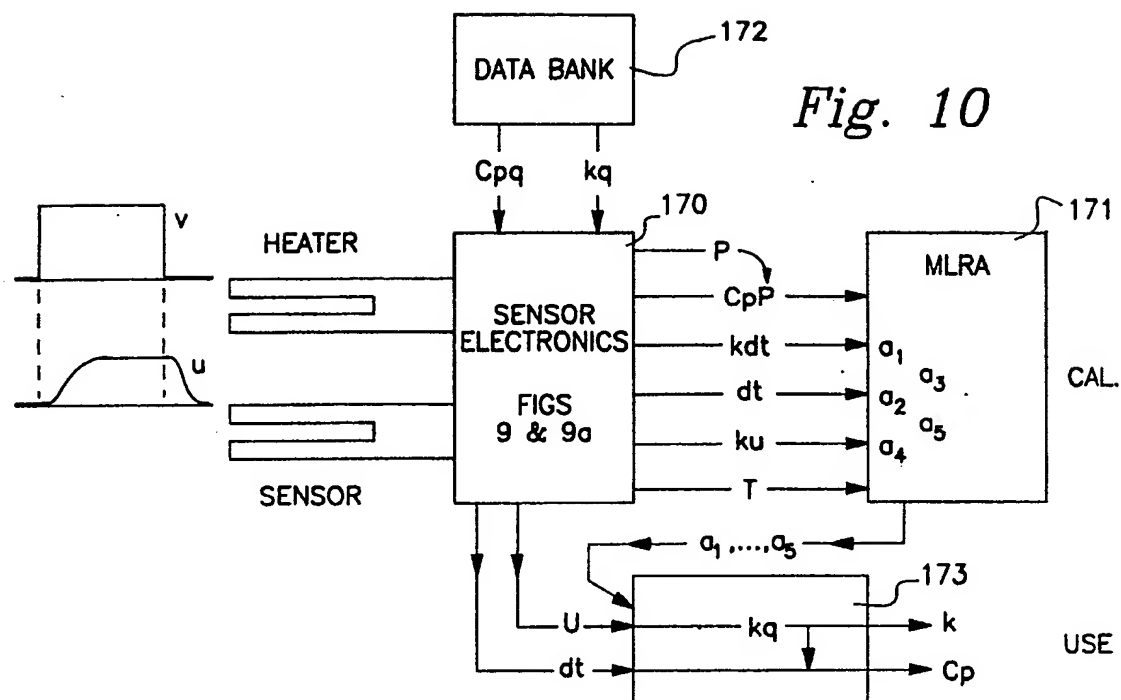 172
DATA BANK
Fig. 10
Cpq kq
170
171
v
HEATER
P
MLRA
CpP
SENSOR
ELECTRONICS
kdt
a₁
a₃
CAL.
u
FIGS
9 & 9a
dt
a₂
a₅
ku
a₄
SENSOR
T
a₁,...,a₅
173
U
kq
k
USE
dt
Cp